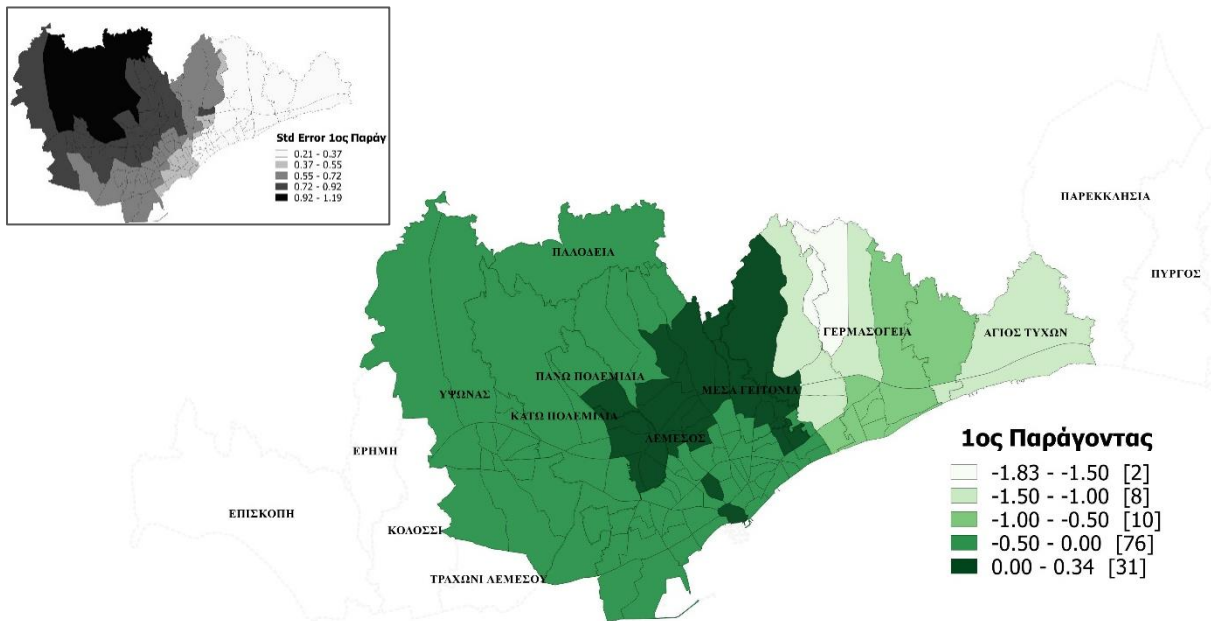 Std Error 1ος Παράγ
0.21 - 0.37
0.37 - 0.55
0.55 - 0.72
0.72 - 0.92
0.92 - 1.19
ΠΑΡΕΚΚΛΗΣΙΑ
ΠΑΛΟΔΕΙΑ
ΠΥΡΓΟΣ
ΓΕΡΜΑΣΟΓΕΙΑ
ΑΓΙΟΣ ΤΥΧΩΝ
ΠΑΝΩ ΠΟΛΕΜΙΔΙΑ
ΜΕΣΑ ΓΕΙΤΟΝΙΑ
ΥΨΩΝΑΣ
ΚΑΤΩ ΠΟΛΕΜΙΔΙΑ
ΛΕΜΕΣΟΣ
ΕΡΗΜΗ
ΕΠΙΣΚΟΠΗ
ΚΟΛΟΣΣΙ
ΤΡΑΧΩΝΙ ΛΕΜΕΣΟΥ
1ος Παράγοντας
-1.83 - -1.50 [2]
-1.50 - -1.00 [8]
-1.00 - -0.50 [10]
-0.50 - 0.00 [76]
0.00 - 0.34 [31]